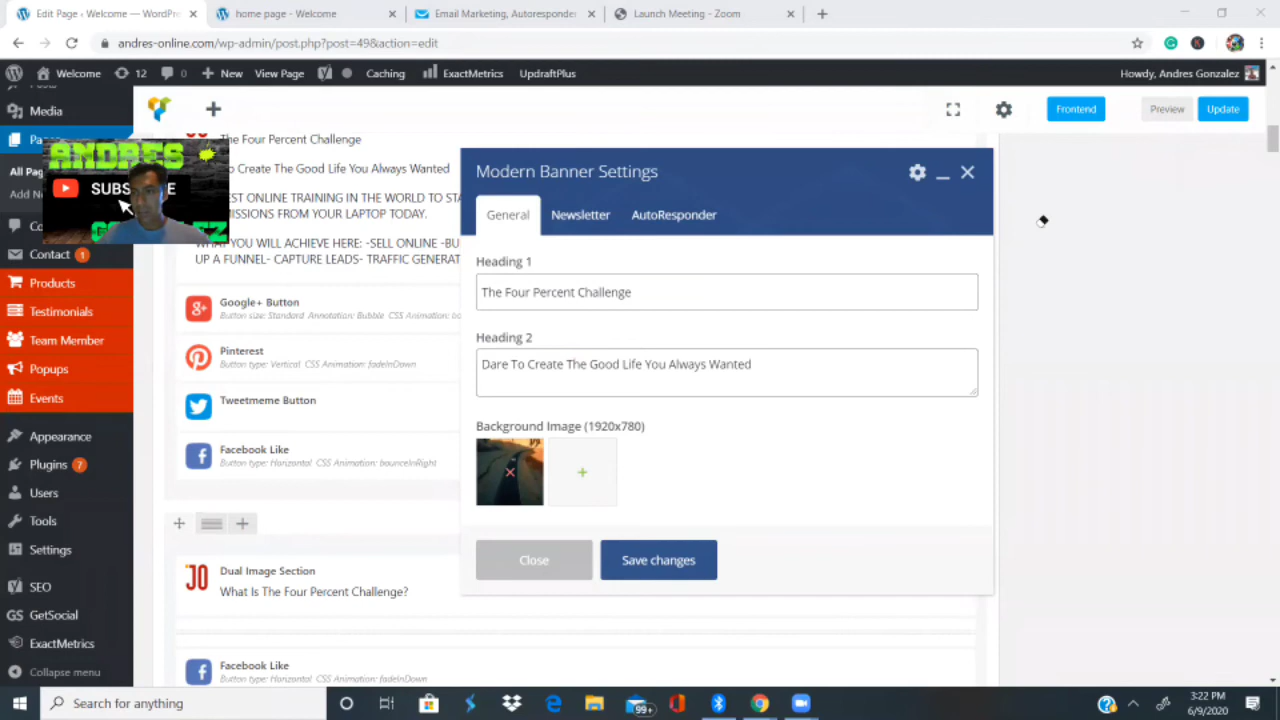 Edit Page ‹ Welcome — WordPre
home page - Welcome
Email Marketing, Autoresponder
Launch Meeting - Zoom
andres-online.com/wp-admin/post.php?post=49&action=edit
Welcome
12
0
New
View Page
Caching
ExactMetrics
UpdraftPlus
Howdy, Andres Gonzalez
Media
All Pag
Add Ne
Contact 1
Products
Testimonials
Team Member
Popups
Events
Appearance
Plugins 7
Users
Tools
Settings
SEO
GetSocial
ExactMetrics
Collapse menu
ANDRES
Frontend
Preview
Update
The Four Percent Challenge
o Create The Good Life You Always Wanted
EST ONLINE TRAINING IN THE WORLD TO STA
MISSIONS FROM YOUR LAPTOP TODAY.
WHAT YOU WILL ACHIEVE HERE: -SELL ONLINE -BU
UP A FUNNEL- CAPTURE LEADS- TRAFFIC GENERAT
Google+ Button
Button size: Standard Annotation: Bubble CSS Animation: bo
Pinterest
Button type: Vertical CSS Animation: fadeInDown
Tweetmeme Button
Facebook Like
Button type: Horizontal CSS Animation: bounceInRight
Dual Image Section
What Is The Four Percent Challenge?
Facebook Like
Button type: Horizontal CSS Animation: fadeInDown
Modern Banner Settings
General
Newsletter
AutoResponder
Heading 1
The Four Percent Challenge
Heading 2
Dare To Create The Good Life You Always Wanted
Background Image (1920x780)
Close
Save changes
Search for anything
99+
3:22 PM
6/9/2020